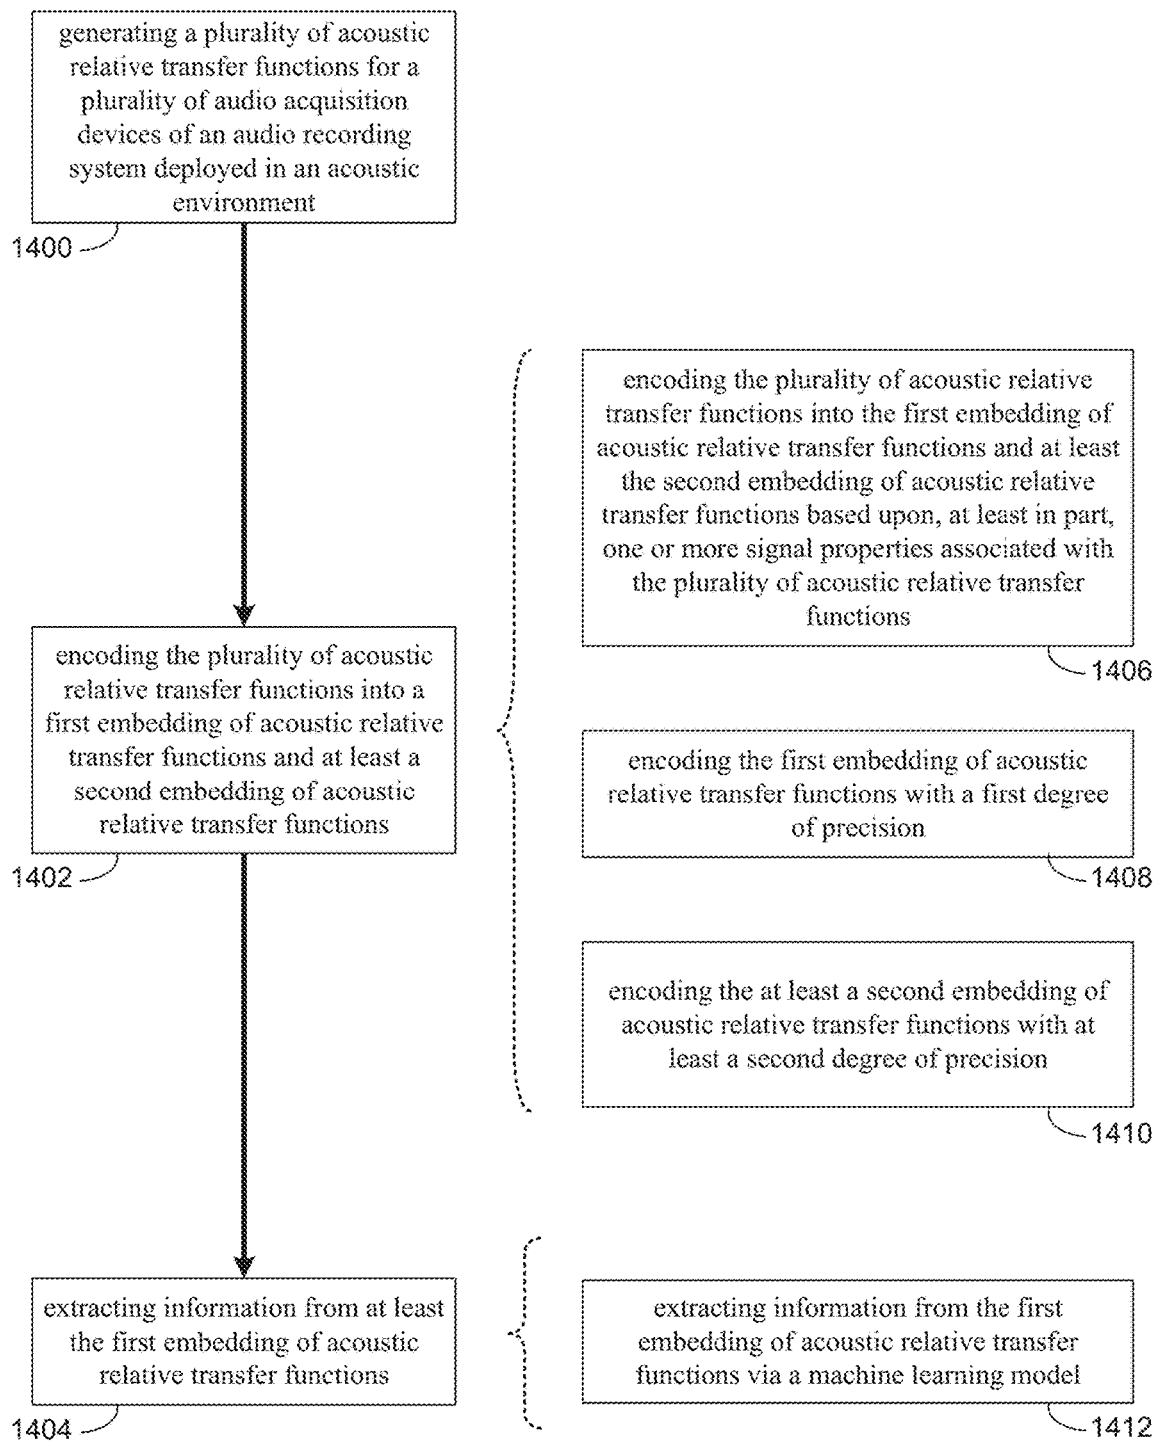 generating a plurality of acoustic
relative transfer functions for a
plurality of audio acquisition
devices of an audio recording
system deployed in an acoustic
environment
1400
encoding the plurality of acoustic relative
transfer functions into the first embedding of
acoustic relative transfer functions and at least
the second embedding of acoustic relative
transfer functions based upon, at least in part,
one or more signal properties associated with
the plurality of acoustic relative transfer
functions
1406
encoding the plurality of acoustic
relative transfer functions into a
first embedding of acoustic relative
transfer functions and at least a
second embedding of acoustic
relative transfer functions
1402
encoding the first embedding of acoustic
relative transfer functions with a first degree
of precision
1408
encoding the at least a second embedding of
acoustic relative transfer functions with at
least a second degree of precision
1410
extracting information from at least
the first embedding of acoustic
relative transfer functions
1404
extracting information from the first
embedding of acoustic relative transfer
functions via a machine learning model
1412